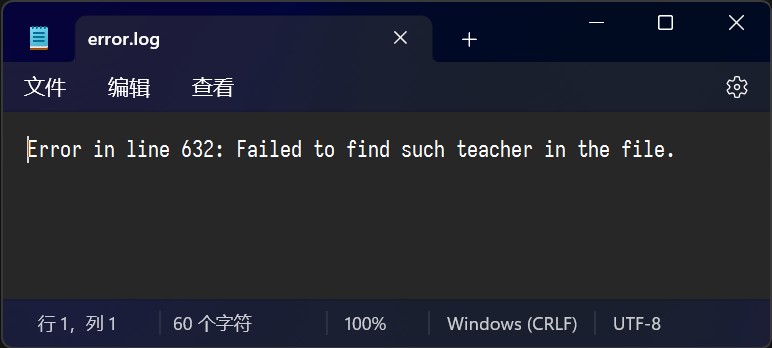 error.log
文件 编辑 查看
Error in line 632: Failed to find such teacher in the file.
行 1，列 1 60 个字符 100% Windows (CRLF) UTF-8